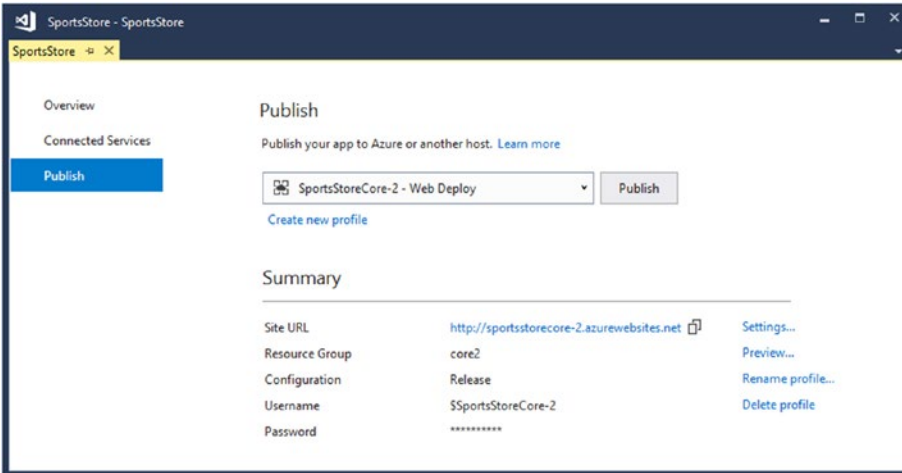 SportsStore - SportsStore
SportsStore
Overview
Connected Services
Publish
Publish
Publish your app to Azure or another host. Learn more
SportsStoreCore-2 - Web Deploy
Publish
Create new profile
Summary
Site URL http://sportsstorecore-2.azurewebsites.net Settings...
Resource Group core2 Preview...
Configuration Release Rename profile...
Username $SportsStoreCore-2 Delete profile
Password **********